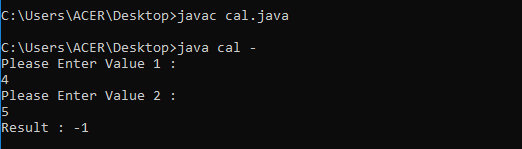 C:\Users\ACER\Desktop>javac cal.java
C:\Users\ACER\Desktop>java cal -
Please Enter Value 1 :
4
Please Enter Value 2 :
5
Result : -1